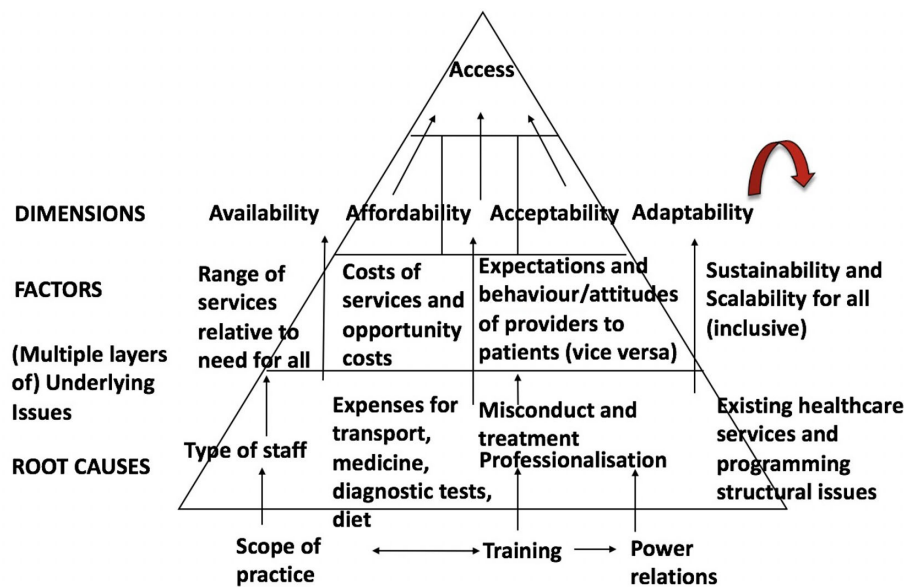 Access
DIMENSIONS
Availability
Affordability
Acceptability
Adaptability
FACTORS
Range of
services
relative to
need for all
Costs of
services and
opportunity
costs
Expectations and
behaviour/attitudes
of providers to
patients (vice versa)
Sustainability and
Scalability for all
(inclusive)
(Multiple layers
of) Underlying
Issues
ROOT CAUSES
Type of staff
Expenses for
transport,
medicine,
diagnostic tests,
diet
Misconduct and
treatment
Professionalisation
Existing healthcare
services and
programming
structural issues
Scope of
practice
Training
Power
relations